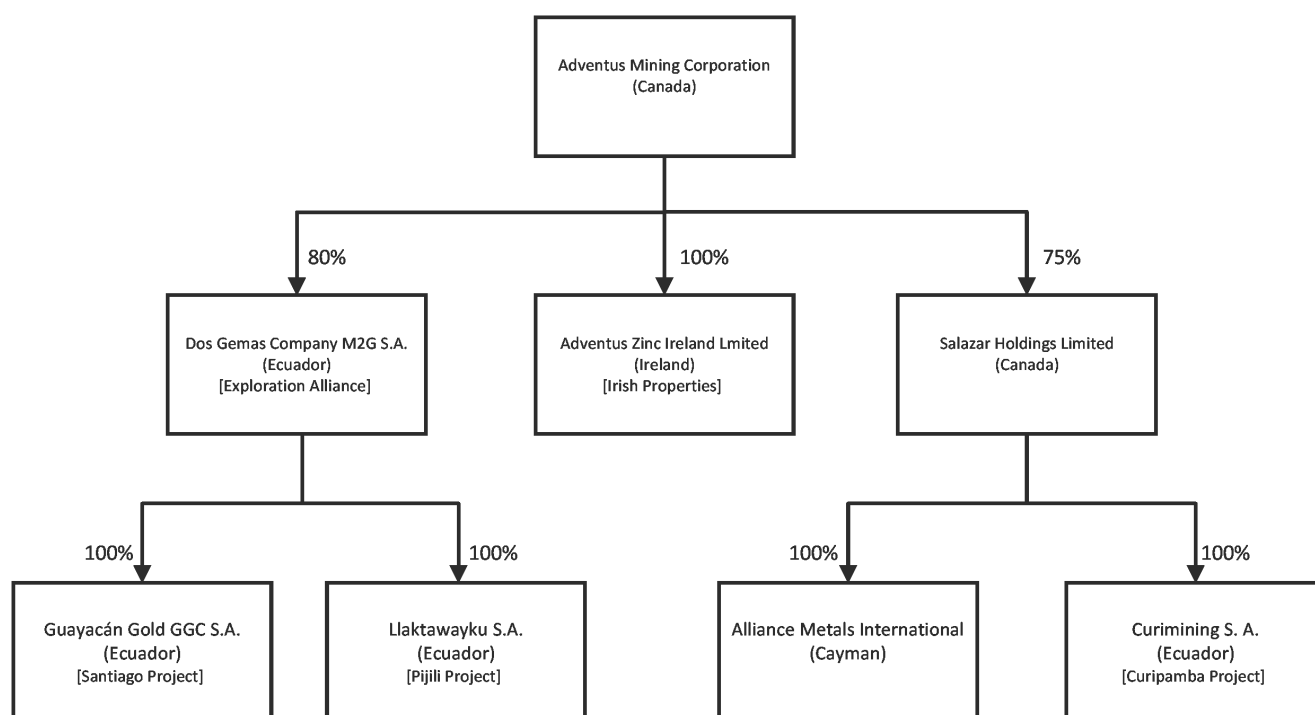 Adventus Mining Corporation
(Canada)
80%
100%
75%
Dos Gemas Company M2G S.A.
(Ecuador)
[Exploration Alliance]
Adventus Zinc Ireland Lmited
(Ireland)
[Irish Properties]
Salazar Holdings Limited
(Canada)
100%
100%
100%
100%
Guayacán Gold GGC S.A.
(Ecuador)
[Santiago Project]
Llaktawayku S.A.
(Ecuador)
[Pijili Project]
Alliance Metals International
(Cayman)
Curimining S. A.
(Ecuador)
[Curipamba Project]